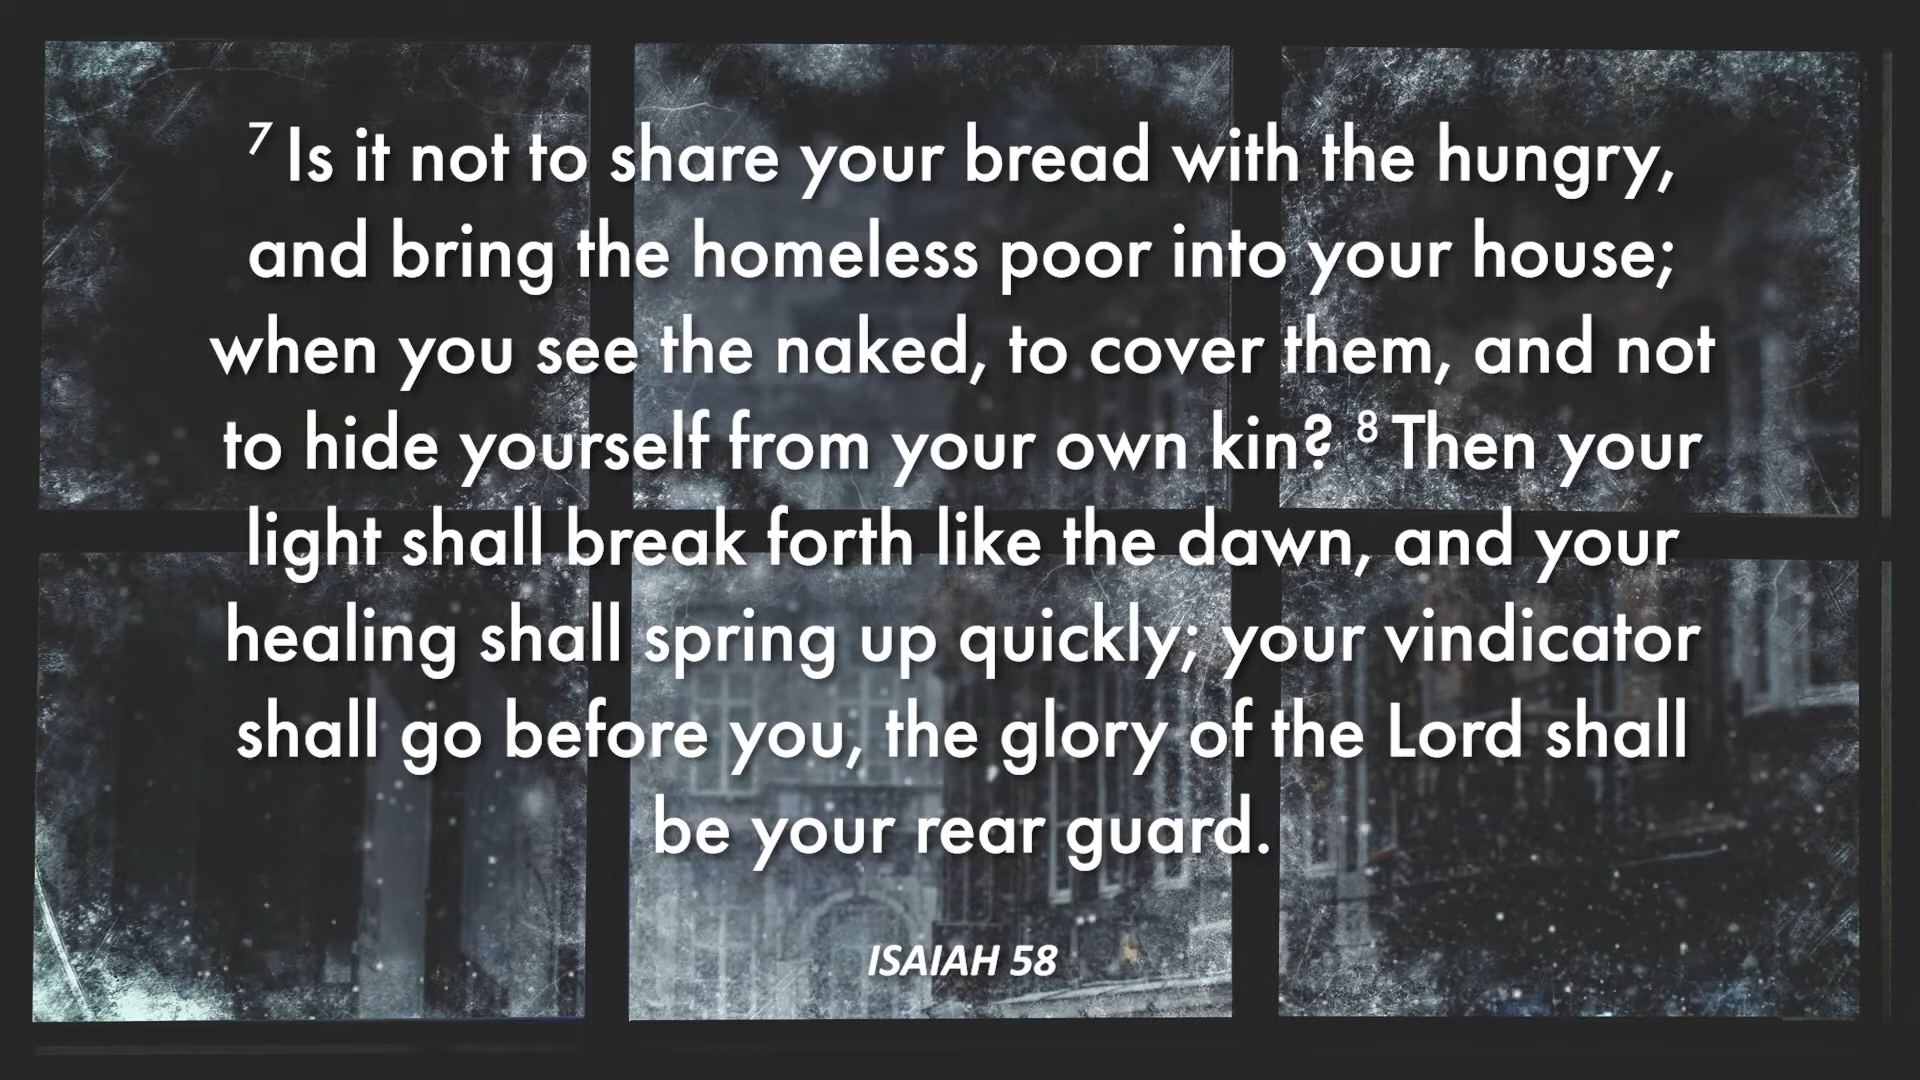 7 Is it not to share your bread with the hungry,
and bring the homeless poor into your house;
when you see the naked, to cover them, and not
to hide yourself from your own kin? 8 Then your
light shall break forth like the dawn, and your
healing shall spring up quickly; your vindicator
shall go before you, the glory of the Lord shall
be your rear guard.
ISAIAH 58